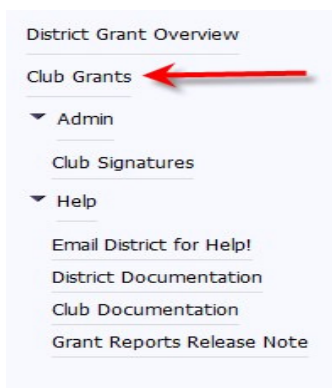 District Grant Overview
Club Grants
Admin
Club Signatures
Help
Email District for Help!
District Documentation
Club Documentation
Grant Reports Release Note